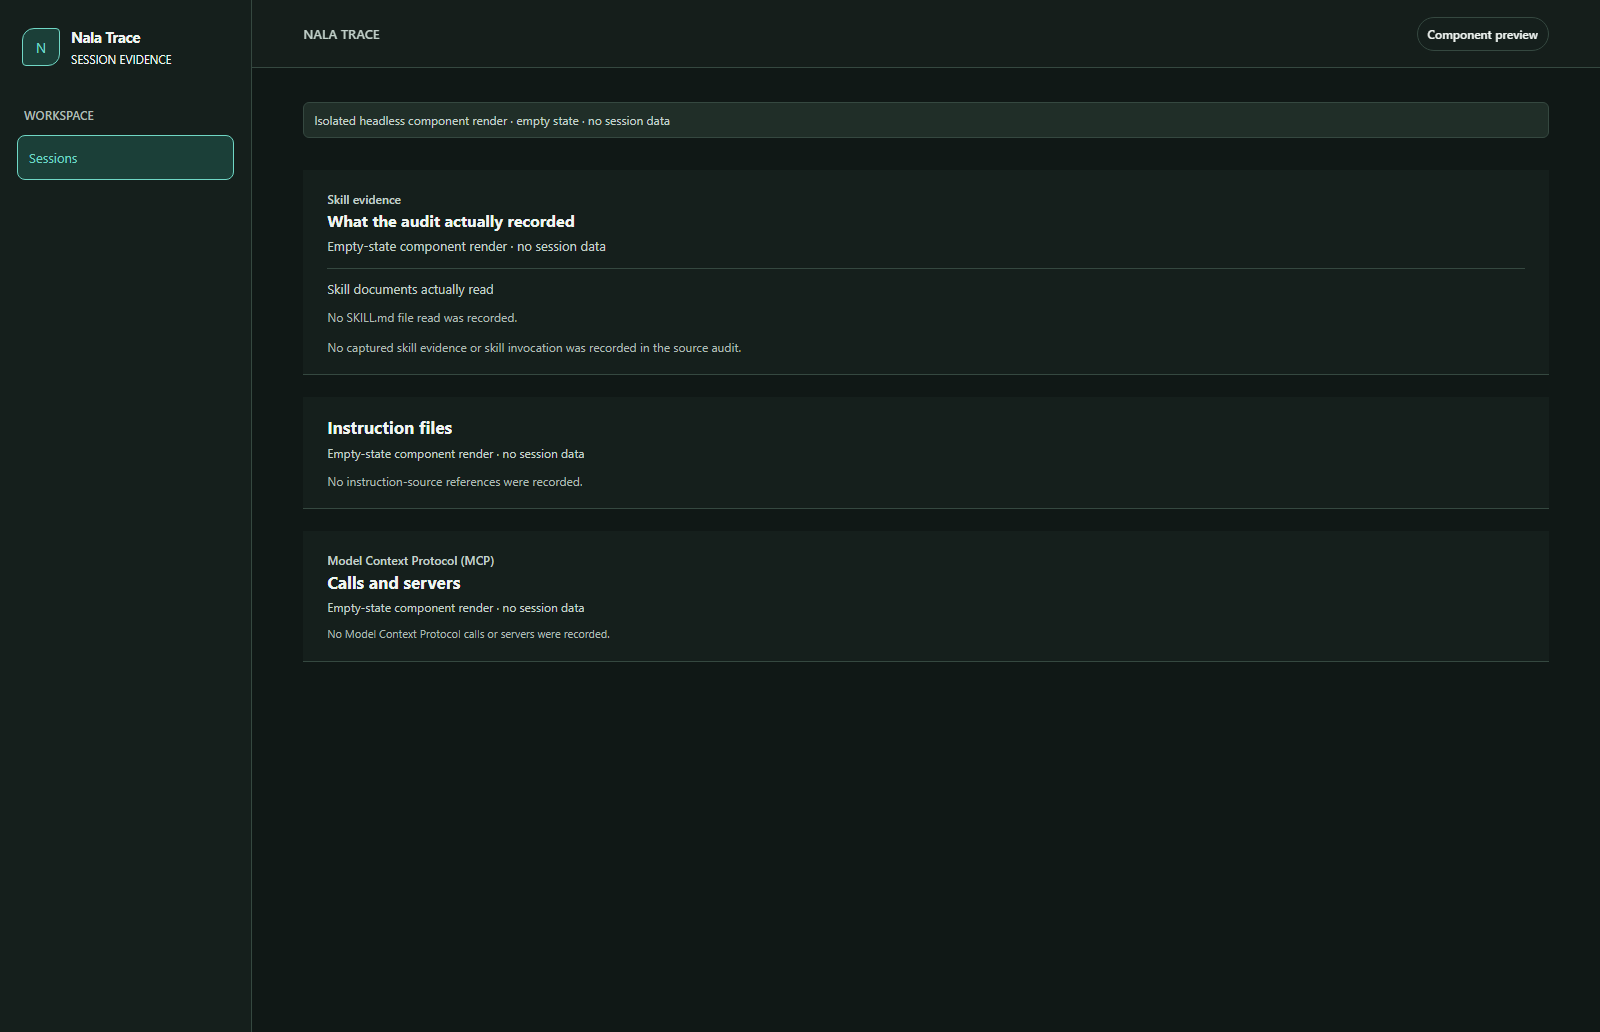 N
Nala Trace
SESSION EVIDENCE
WORKSPACE
Sessions
NALA TRACE
Component preview
Isolated headless component render · empty state · no session data
Skill evidence
What the audit actually recorded
Empty-state component render · no session data
Skill documents actually read
No SKILL.md file read was recorded.
No captured skill evidence or skill invocation was recorded in the source audit.
Instruction files
Empty-state component render · no session data
No instruction-source references were recorded.
Model Context Protocol (MCP)
Calls and servers
Empty-state component render · no session data
No Model Context Protocol calls or servers were recorded.